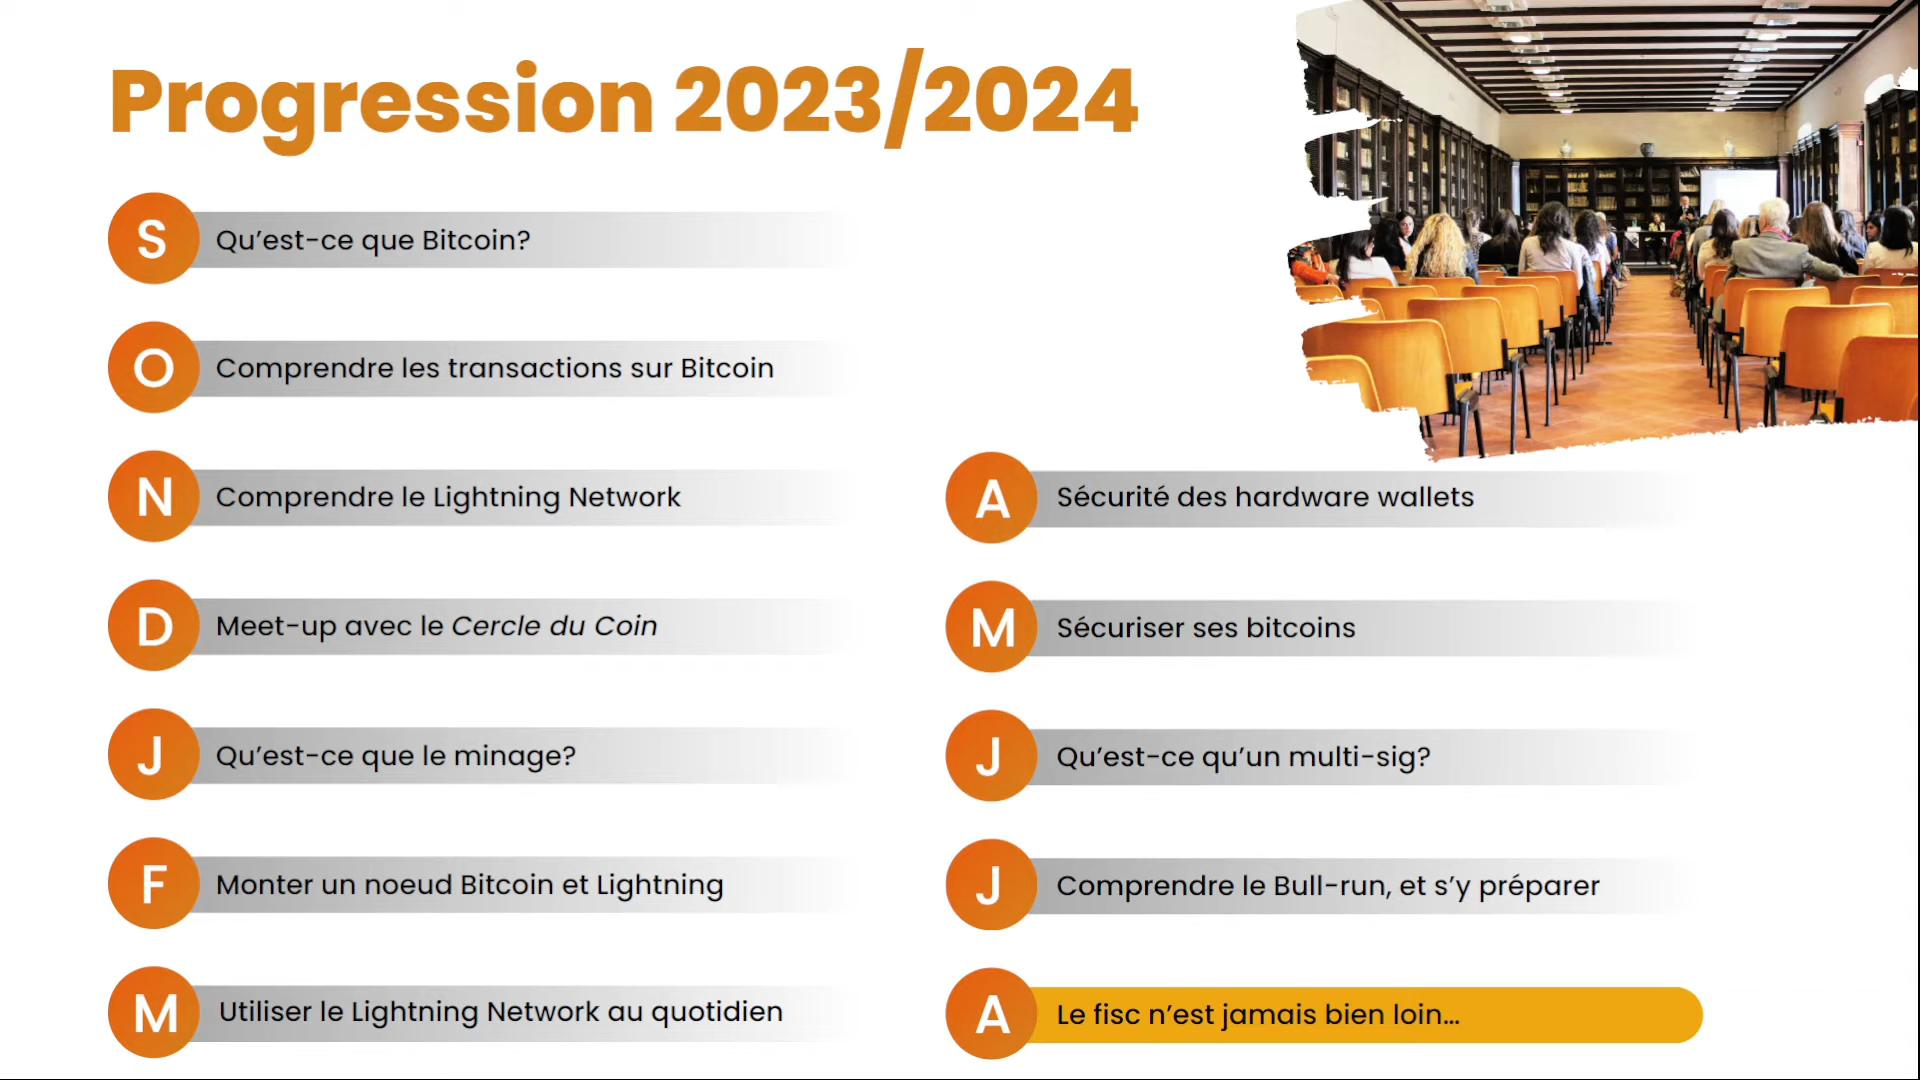 Progression 2023/2024
S Qu’est-ce que Bitcoin?
O Comprendre les transactions sur Bitcoin
N Comprendre le Lightning Network
D Meet-up avec le Cercle du Coin
J Qu’est-ce que le minage?
F Monter un noeud Bitcoin et Lightning
M Utiliser le Lightning Network au quotidien
A Sécurité des hardware wallets
M Sécuriser ses bitcoins
J Qu’est-ce qu’un multi-sig?
J Comprendre le Bull-run, et s’y préparer
A Le fisc n’est jamais bien loin...